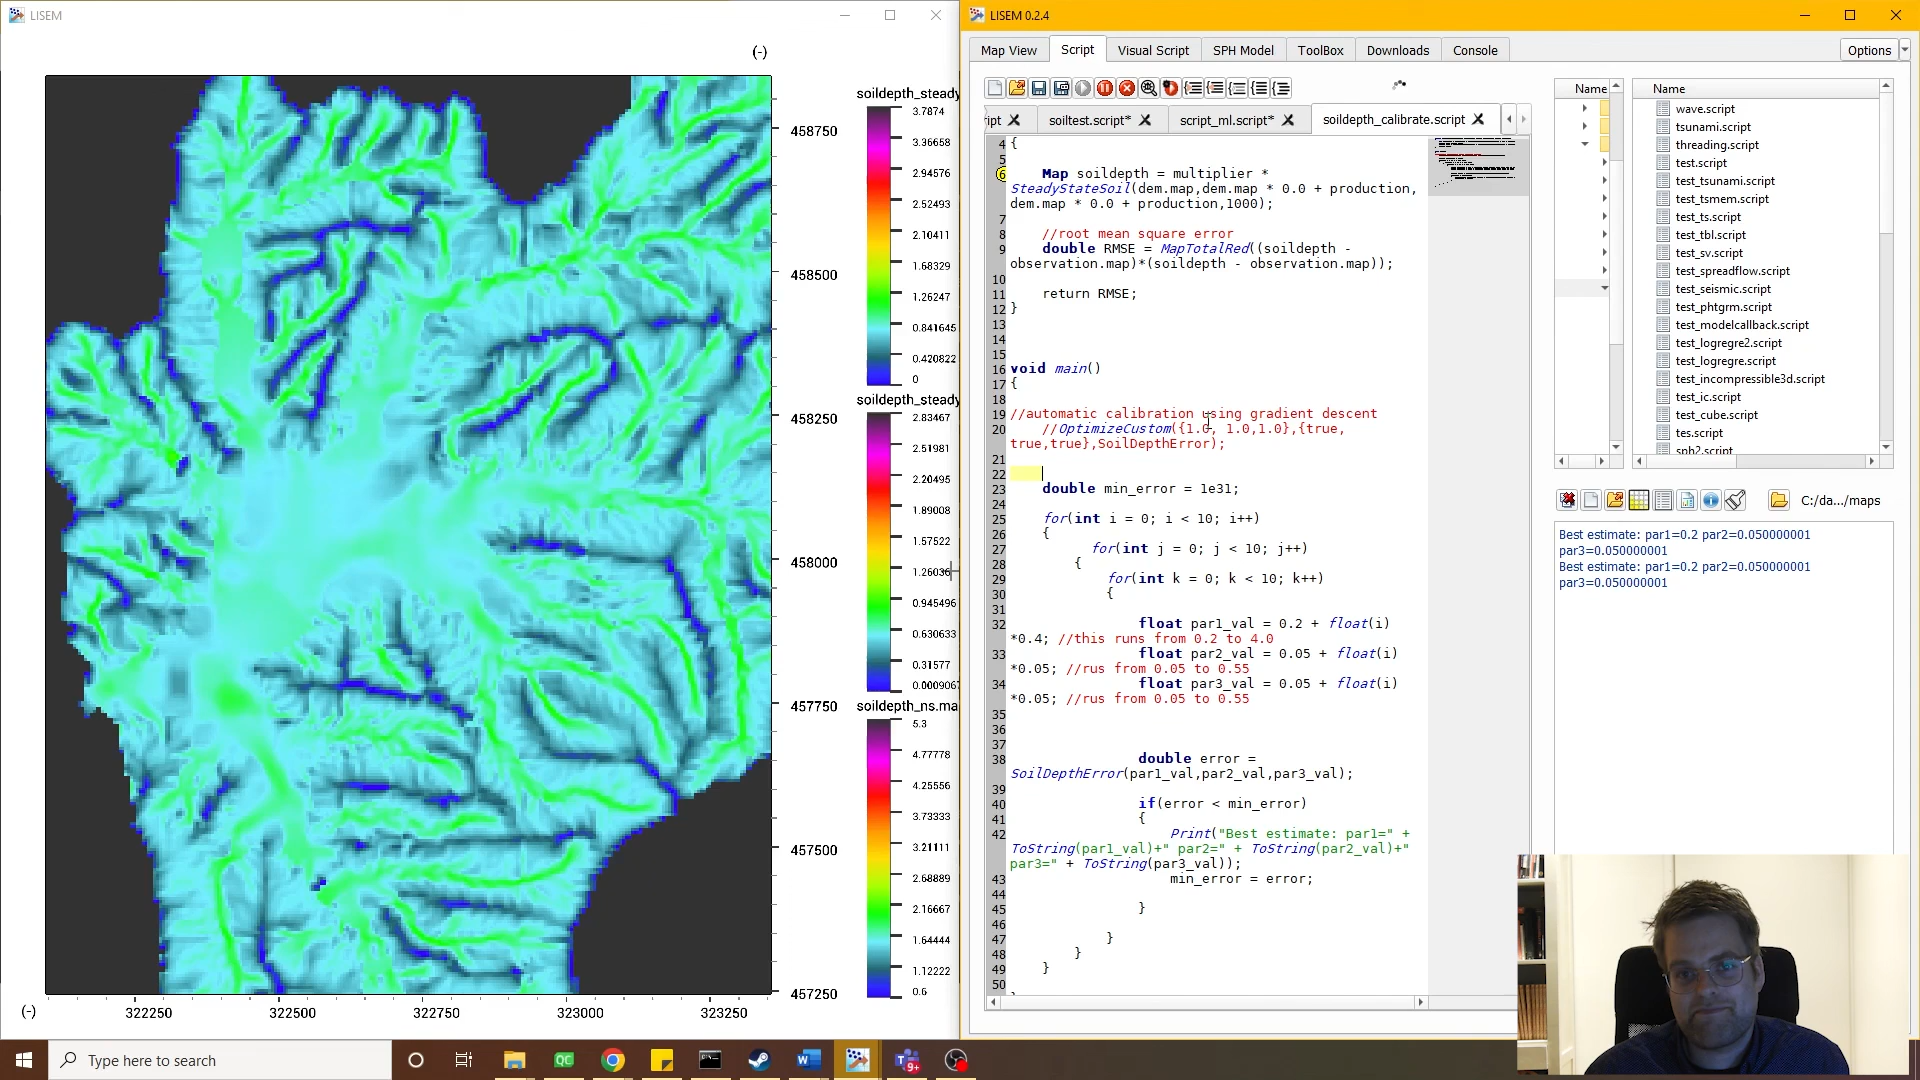 LISEM
(-)
458750
458500
458250
458000
457750
457500
457250
(-)
322250
322500
322750
323000
323250
soildepth_steady
3.7874
3.36658
2.94576
2.52493
2.10411
1.68329
1.26247
0.841645
0.420822
0
soildepth_steady
2.83467
2.20495
1.89008
1.57522
1.26036
0.945496
0.630633
0.31577
0.0009067
soildepth_ns.ma
5.3
4.77778
4.25556
3.73333
3.21111
2.68889
2.16667
1.64444
1.12222
0.6
LISEM 0.2.4
Map View
Script
Visual Script
SPH Model
ToolBox
Downloads
Console
Options
ript
soiltest.script*
script_ml.script*
soildepth_calibrate.script
4 {
5
6 Map soildepth = multiplier *
SteadyStateSoil(dem.map,dem.map * 0.0 + production,
dem.map * 0.0 + production,1000);
7
8 //root mean square error
9 double RMSE = MapTotalRed((soildepth -
observation.map)*(soildepth - observation.map));
10
11 return RMSE;
12 }
13
14
15
16 void main()
17 {
18
19 //automatic calibration using gradient descent
20 //OptimizeCustom({1.0, 1.0,1.0},{true,
true,true},SoilDepthError);
21
22
23 double min_error = 1e31;
24
25 for(int i = 0; i < 10; i++)
26 {
27 for(int j = 0; j < 10; j++)
28 {
29 for(int k = 0; k < 10; k++)
30 {
31
32 float par1_val = 0.2 + float(i)
*0.4; //this runs from 0.2 to 4.0
33 float par2_val = 0.05 + float(i)
*0.05; //rus from 0.05 to 0.55
34 float par3_val = 0.05 + float(i)
*0.05; //rus from 0.05 to 0.55
35
36
37
38 double error =
SoilDepthError(par1_val,par2_val,par3_val);
39
40 if(error < min_error)
41 {
42 Print("Best estimate: par1=" +
ToString(par1_val)+" par2=" + ToString(par2_val)+"
par3=" + ToString(par3_val));
43 min_error = error;
44
45 }
46
47 }
48 }
49 }
50
Name
Name
wave.script
tsunami.script
threading.script
test.script
test_tsunami.script
test_tsmem.script
test_ts.script
test_tbl.script
test_sv.script
test_spreadflow.script
test_seismic.script
test_phtgrm.script
test_modelcallback.script
test_logregre2.script
test_logregre.script
test_incompressible3d.script
test_ic.script
test_cube.script
tes.script
sph2.script
C:/da.../maps
Best estimate: par1=0.2 par2=0.050000001
par3=0.050000001
Best estimate: par1=0.2 par2=0.050000001
par3=0.050000001
Type here to search
QC
9+